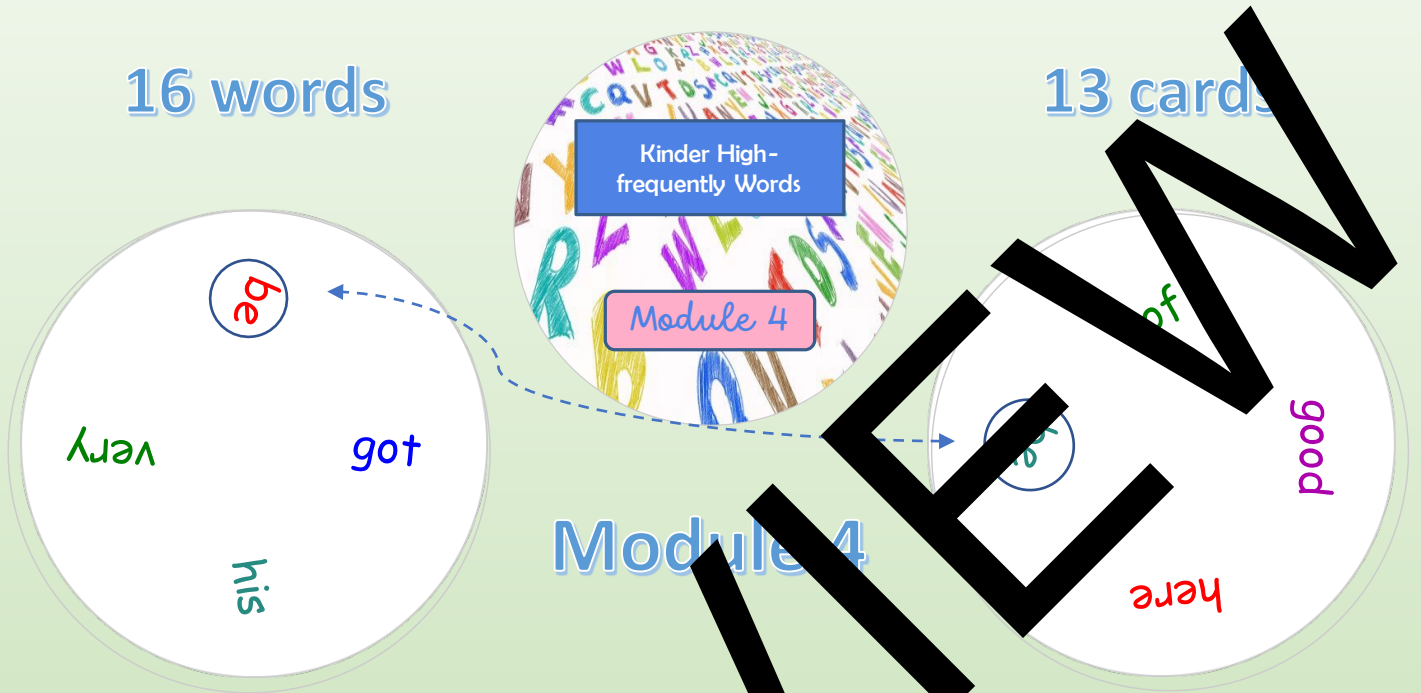 16 words
Kinder High-
frequently Words
13 cards
Module 4
be
very
got
his
of
good
here
Module 4
VIEW